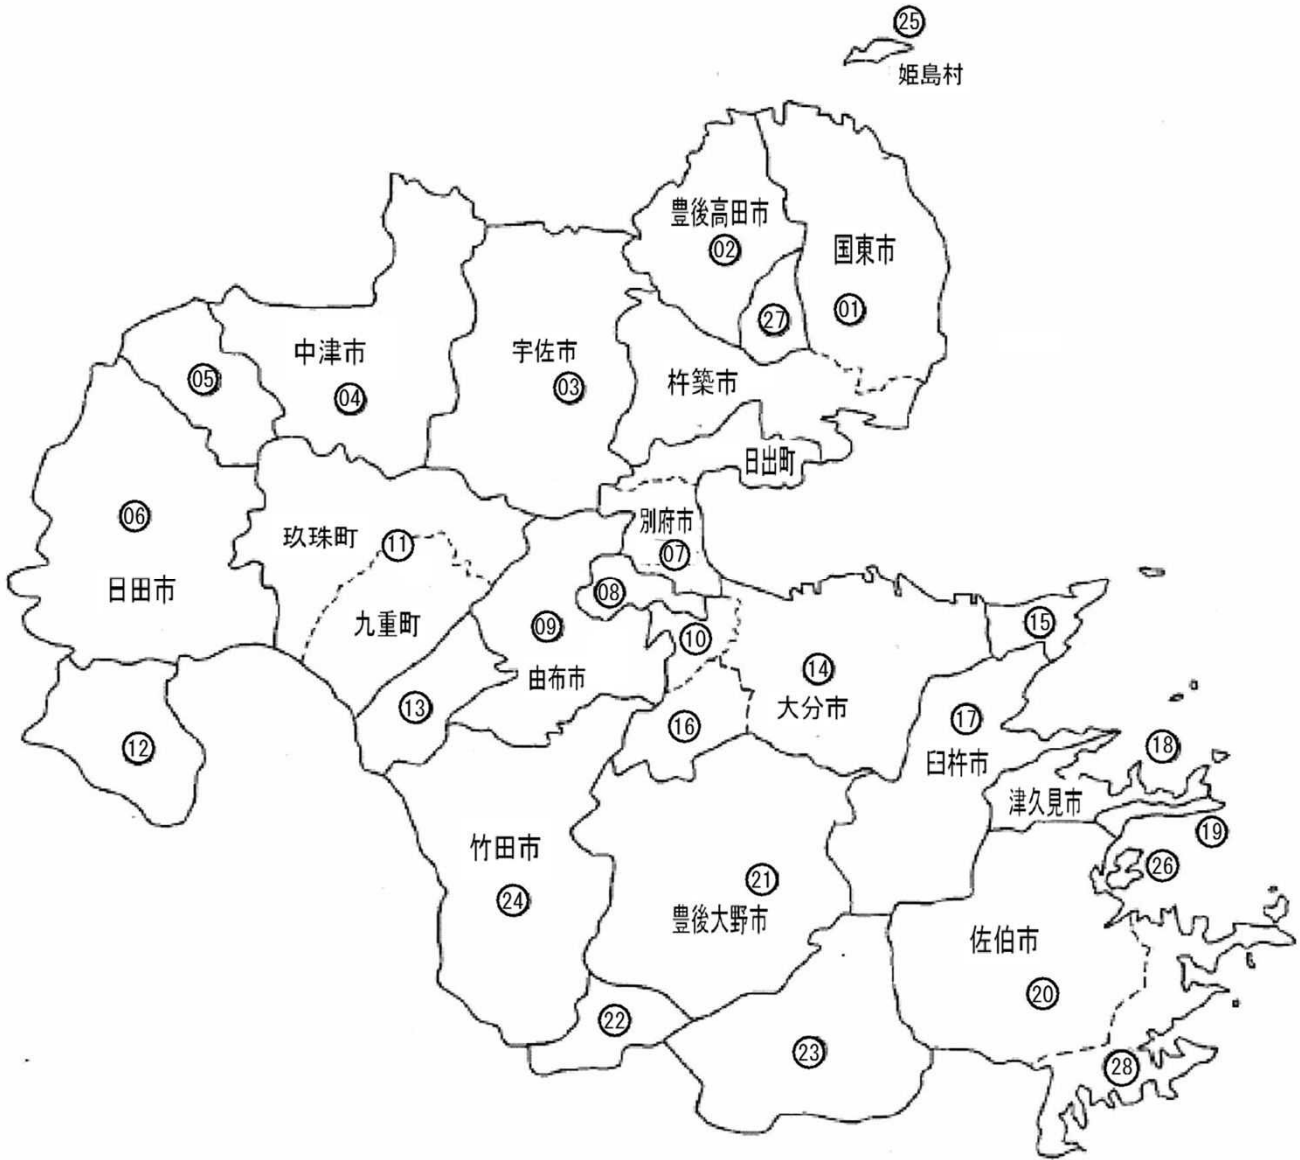 ㉕
姫島村
豊後高田市
02
国東市
01
27
中津市
04
05
宇佐市
03
杵築市
日出町
06
日田市
玖珠町
11
九重町
別府市
07
08
09
由布市
10
13
12
14
大分市
15
16
17
臼杵市
18
津久見市
19
竹田市
24
21
豊後大野市
26
佐伯市
20
22
23
28